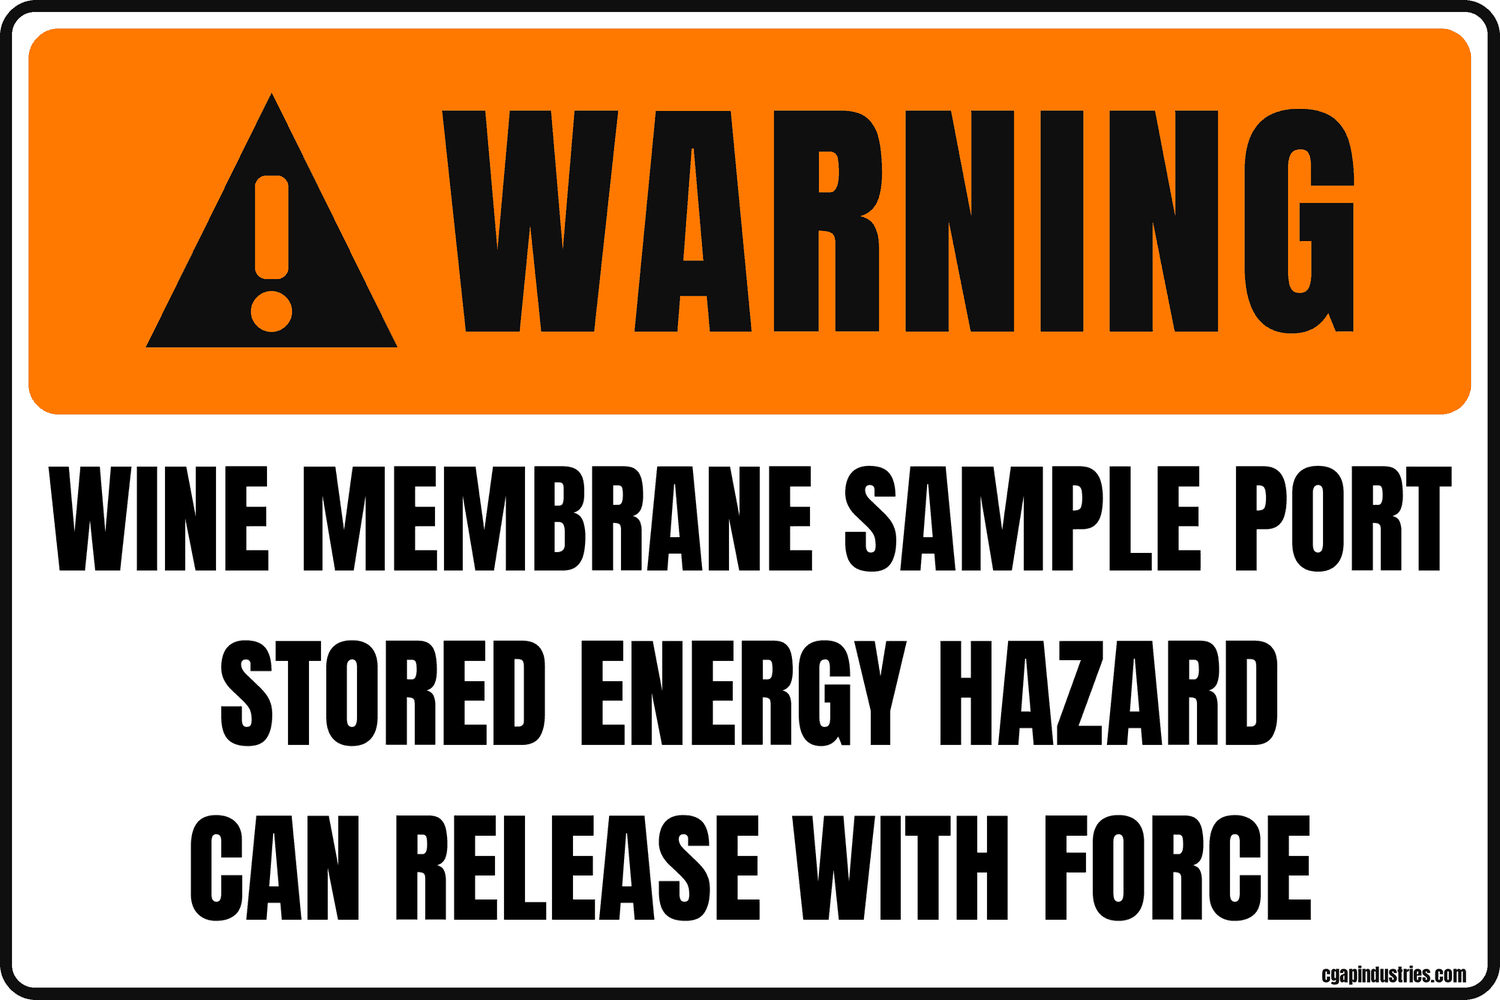 WARNING
WINE MEMBRANE SAMPLE PORT
STORED ENERGY HAZARD
CAN RELEASE WITH FORCE
cgapindustries.com